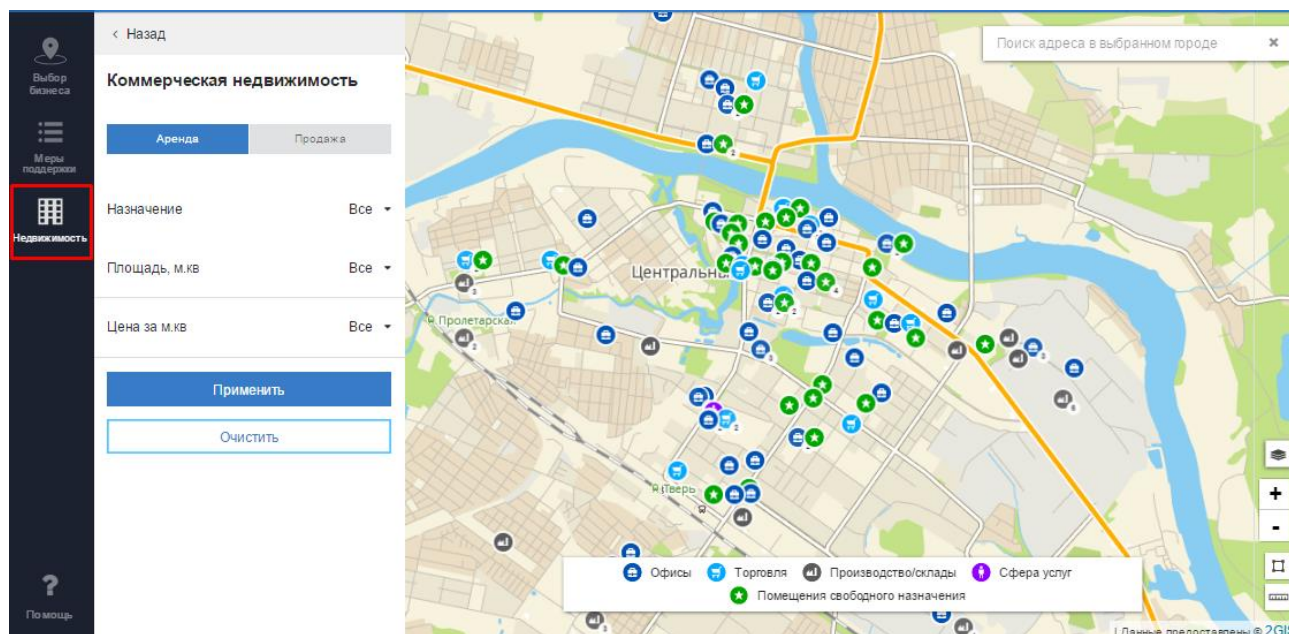 Выбор
бизнеса
Меры
поддержки
Недвижимость
?
Помощь
‹ Назад
Коммерческая недвижимость
Аренда
Продажа
Назначение
Все
Площадь, м.кв
Все
Цена за м.кв
Все
Применить
Очистить
Поиск адреса в выбранном городе
×
Пролетарская
Тверь
+
-
Офисы
Торговля
Производство/склады
Сфера услуг
Помещения свободного назначения
Данные предоставлены © 2GIS